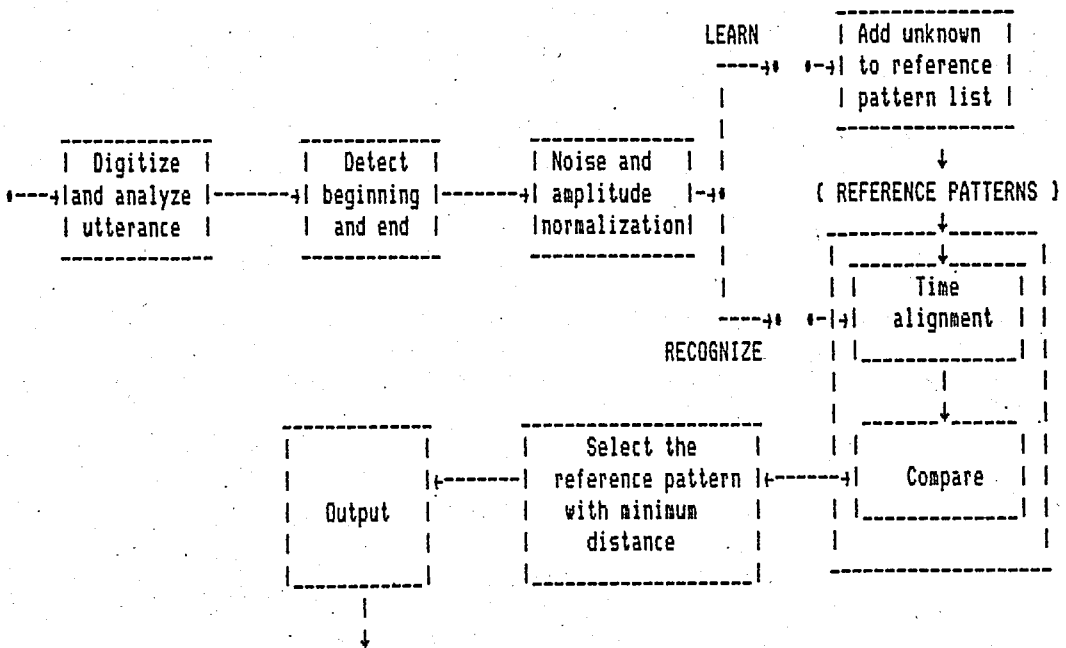 LEARN
Add unknown
to reference
pattern list
Digitize
and analyze
utterance
Detect
beginning
and end
Noise and
amplitude
normalization
{ REFERENCE PATTERNS }
Time
alignment
RECOGNIZE
Compare
Select the
reference pattern
with minimum
distance
Output